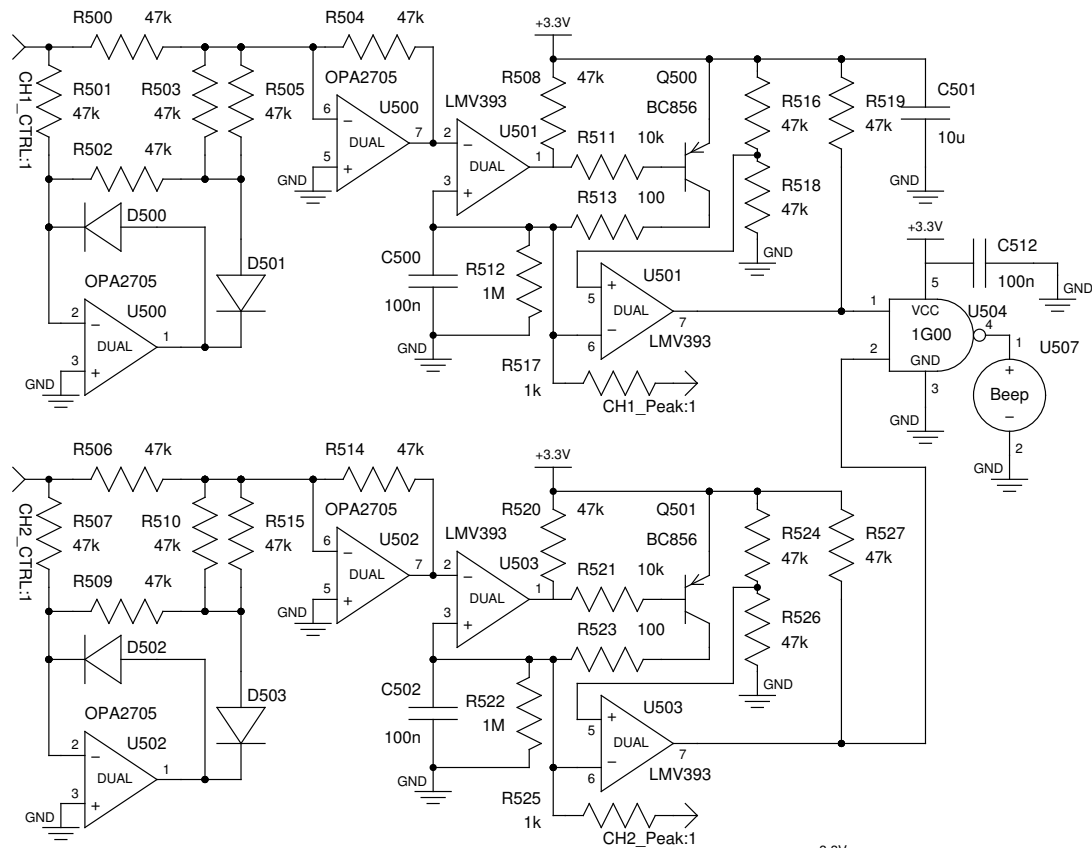 R500 47k
R504 47k
+3.3V
CH1_CTRL:1
R501
47k
R503
47k
R505
47k
OPA2705
U500
6
5
7
DUAL
GND
LMV393
U501
2
3
1
DUAL
R508 47k
R511 10k
Q500
BC856
R516
47k
R519
47k
C501
10u
GND
R502 47k
R513 100
R518
47k
GND
D500
D501
C500
100n
R512
1M
GND
U501
5
6
7
DUAL
LMV393
+3.3V
C512
100n
GND
OPA2705
U500
2
3
1
DUAL
GND
R517
1k
CH1_Peak:1
1
2
5
VCC
1G00
GND
U504
4
3
GND
1
U507
Beep
2
GND
R506 47k
R514 47k
+3.3V
CH2_CTRL:1
R507
47k
R510
47k
R515
47k
OPA2705
U502
6
5
7
DUAL
GND
LMV393
U503
2
3
1
DUAL
R520 47k
R521 10k
Q501
BC856
R524
47k
R527
47k
R509 47k
R523 100
R526
47k
GND
D502
D503
C502
100n
R522
1M
GND
U503
5
6
7
DUAL
LMV393
OPA2705
U502
2
3
1
DUAL
GND
R525
1k
CH2_Peak:1